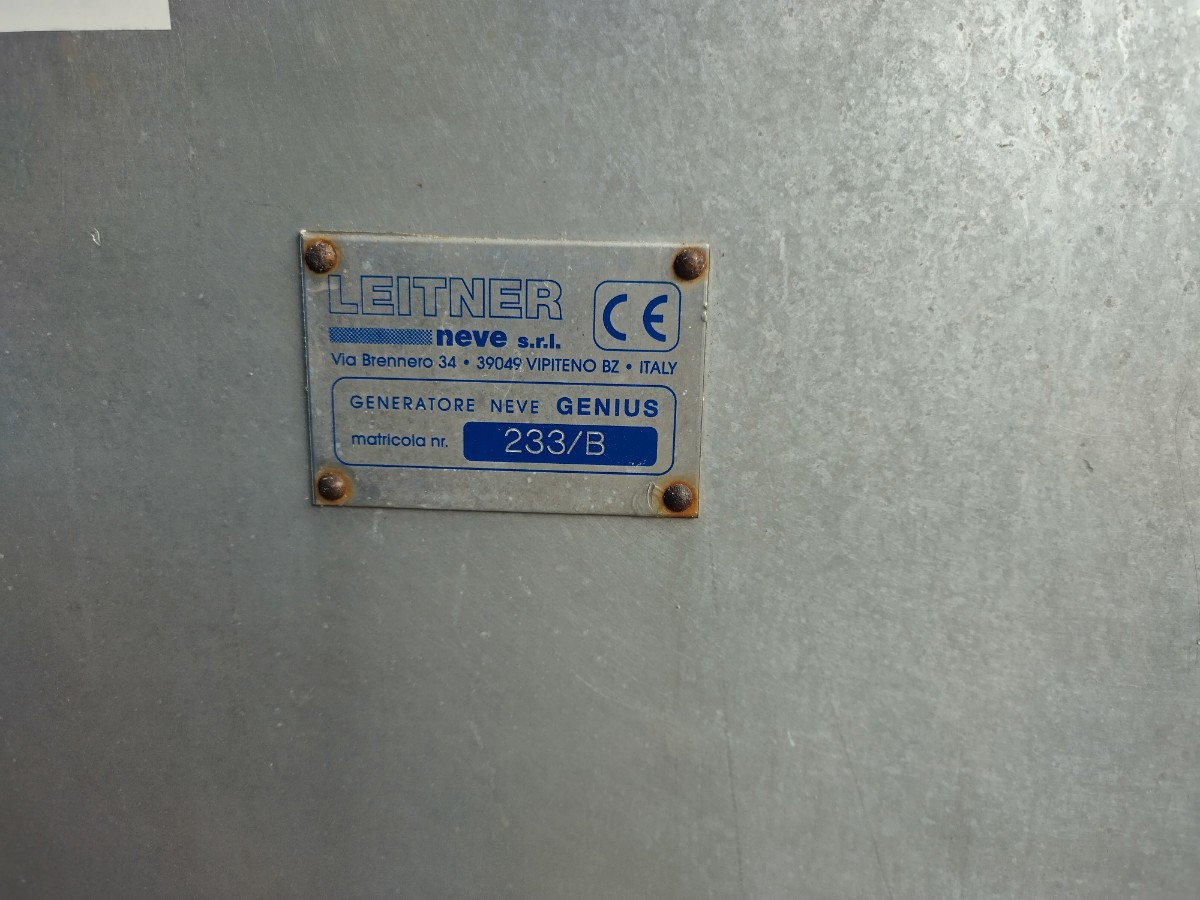 LEITNER
neve s.r.l.
CE
Via Brennero 34 • 39049 VIPITENO BZ • ITALY
GENERATORE NEVE GENIUS
matricola nr. 233/B